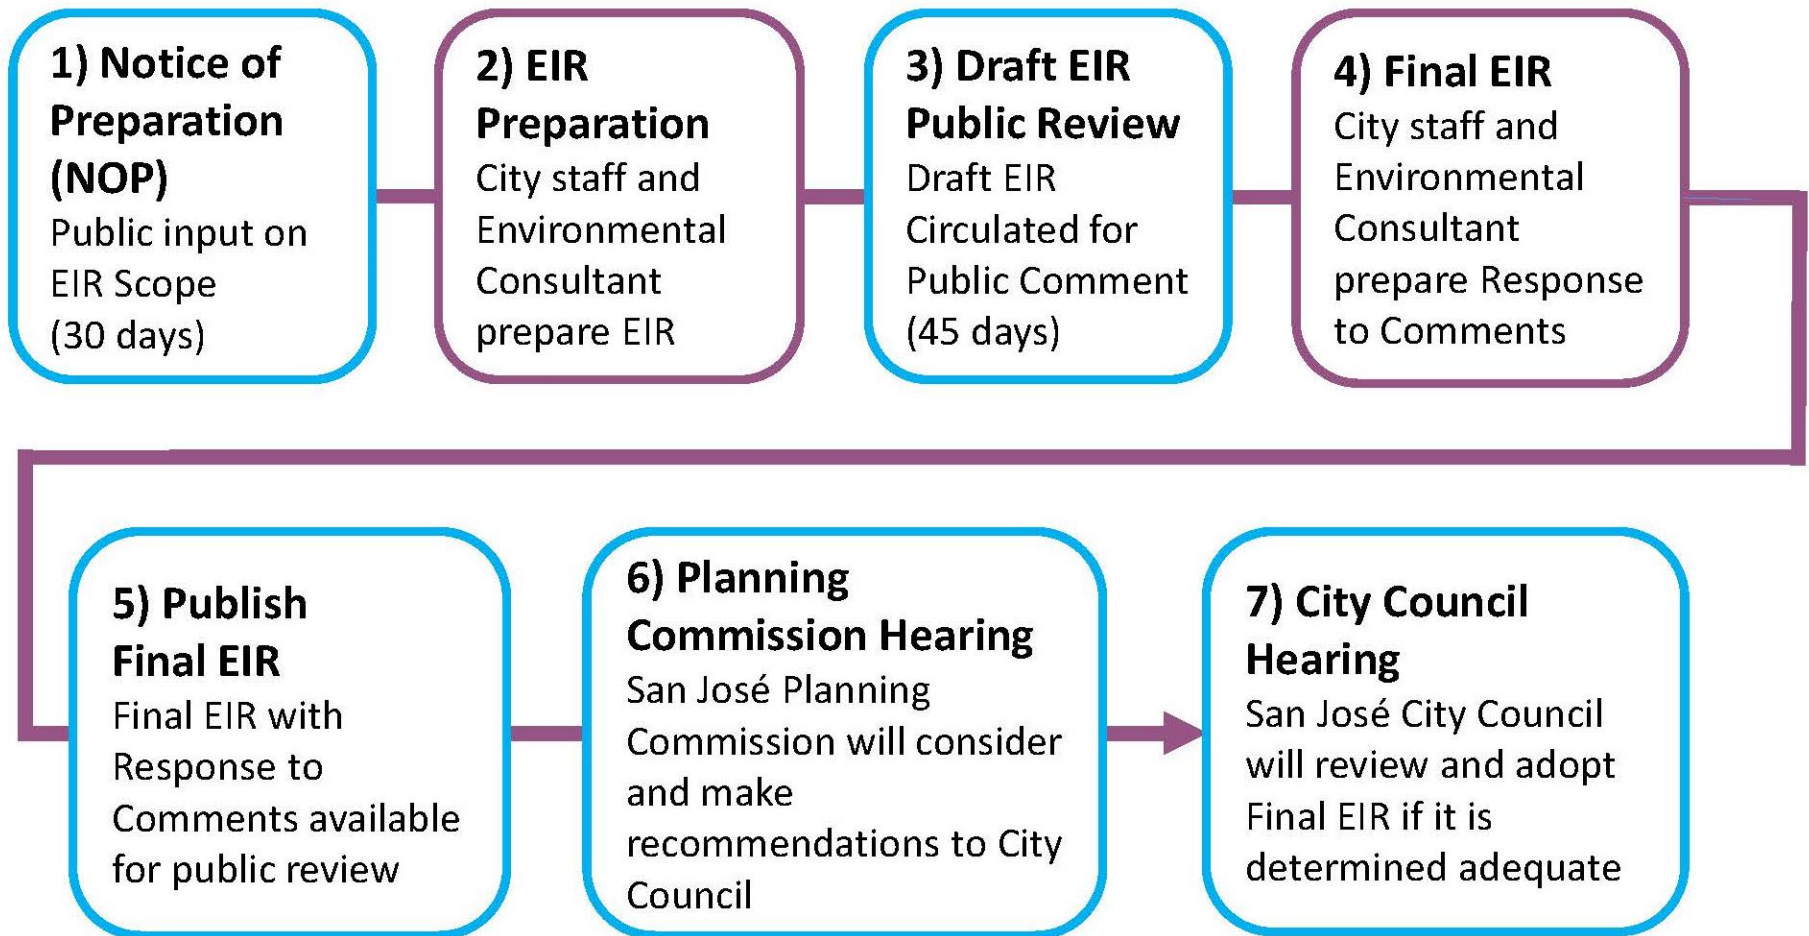 1) Notice of
Preparation
(NOP)
Public input on
EIR Scope
(30 days)
2) EIR
Preparation
City staff and
Environmental
Consultant
prepare EIR
3) Draft EIR
Public Review
Draft EIR
Circulated for
Public Comment
(45 days)
4) Final EIR
City staff and
Environmental
Consultant
prepare Response
to Comments
5) Publish
Final EIR
Final EIR with
Response to
Comments available
for public review
6) Planning
Commission Hearing
San José Planning
Commission will consider
and make
recommendations to City
Council
7) City Council
Hearing
San José City Council
will review and adopt
Final EIR if it is
determined adequate